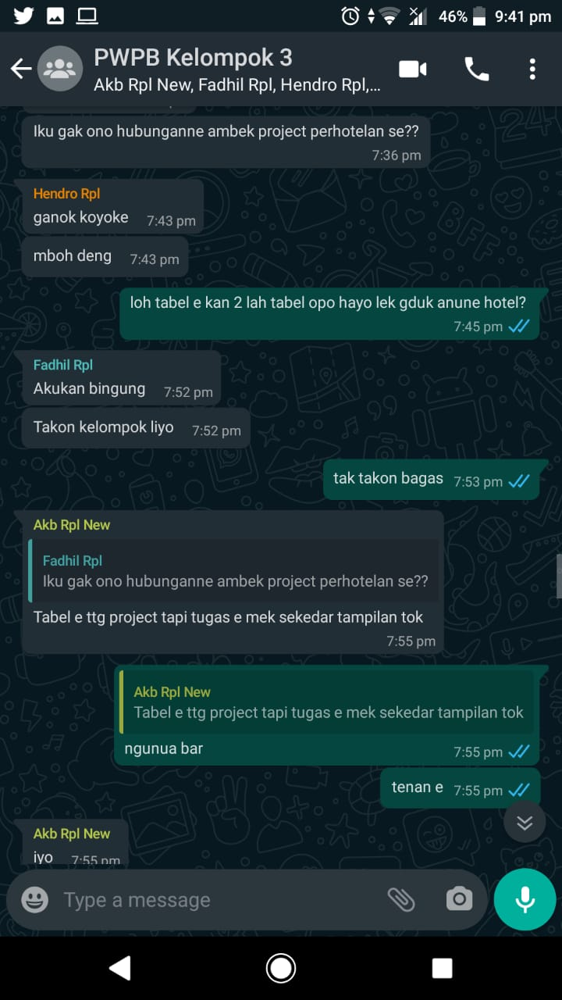 46% 9:41 pm
PWPB Kelompok 3
Akb Rpl New, Fadhil Rpl, Hendro Rpl,...
Iku gak ono hubunganne ambek project perhotelan se??
7:36 pm
Hendro Rpl
ganok koyoke 7:43 pm
mboh deng 7:43 pm
loh tabel e kan 2 lah tabel opo hayo lek gduk anune hotel?
7:45 pm
Fadhil Rpl
Akukan bingung 7:52 pm
Takon kelompok liyo 7:52 pm
tak takon bagas 7:53 pm
Akb Rpl New
Fadhil Rpl
Iku gak ono hubunganne ambek project perhotelan se??
Tabel e ttg project tapi tugas e mek sekedar tampilan tok
7:55 pm
Akb Rpl New
Tabel e ttg project tapi tugas e mek sekedar tampilan tok
ngunua bar 7:55 pm
tenan e 7:55 pm
Akb Rpl New
iyo 7:55 pm
Type a message